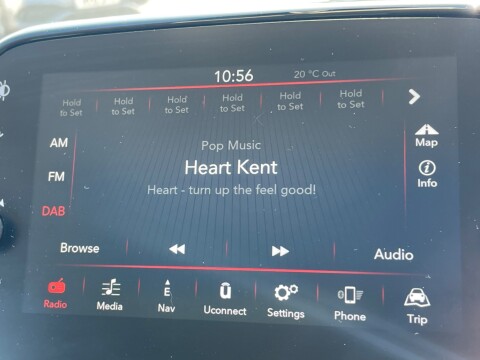 10:56 20 °C Out
Hold to Set Hold to Set Hold to Set Hold to Set Hold to Set Hold to Set
AM
FM
DAB
Pop Music
Heart Kent
Heart - turn up the feel good!
Map
Info
Browse Audio
Radio Media E Nav Uconnect Settings Phone Trip